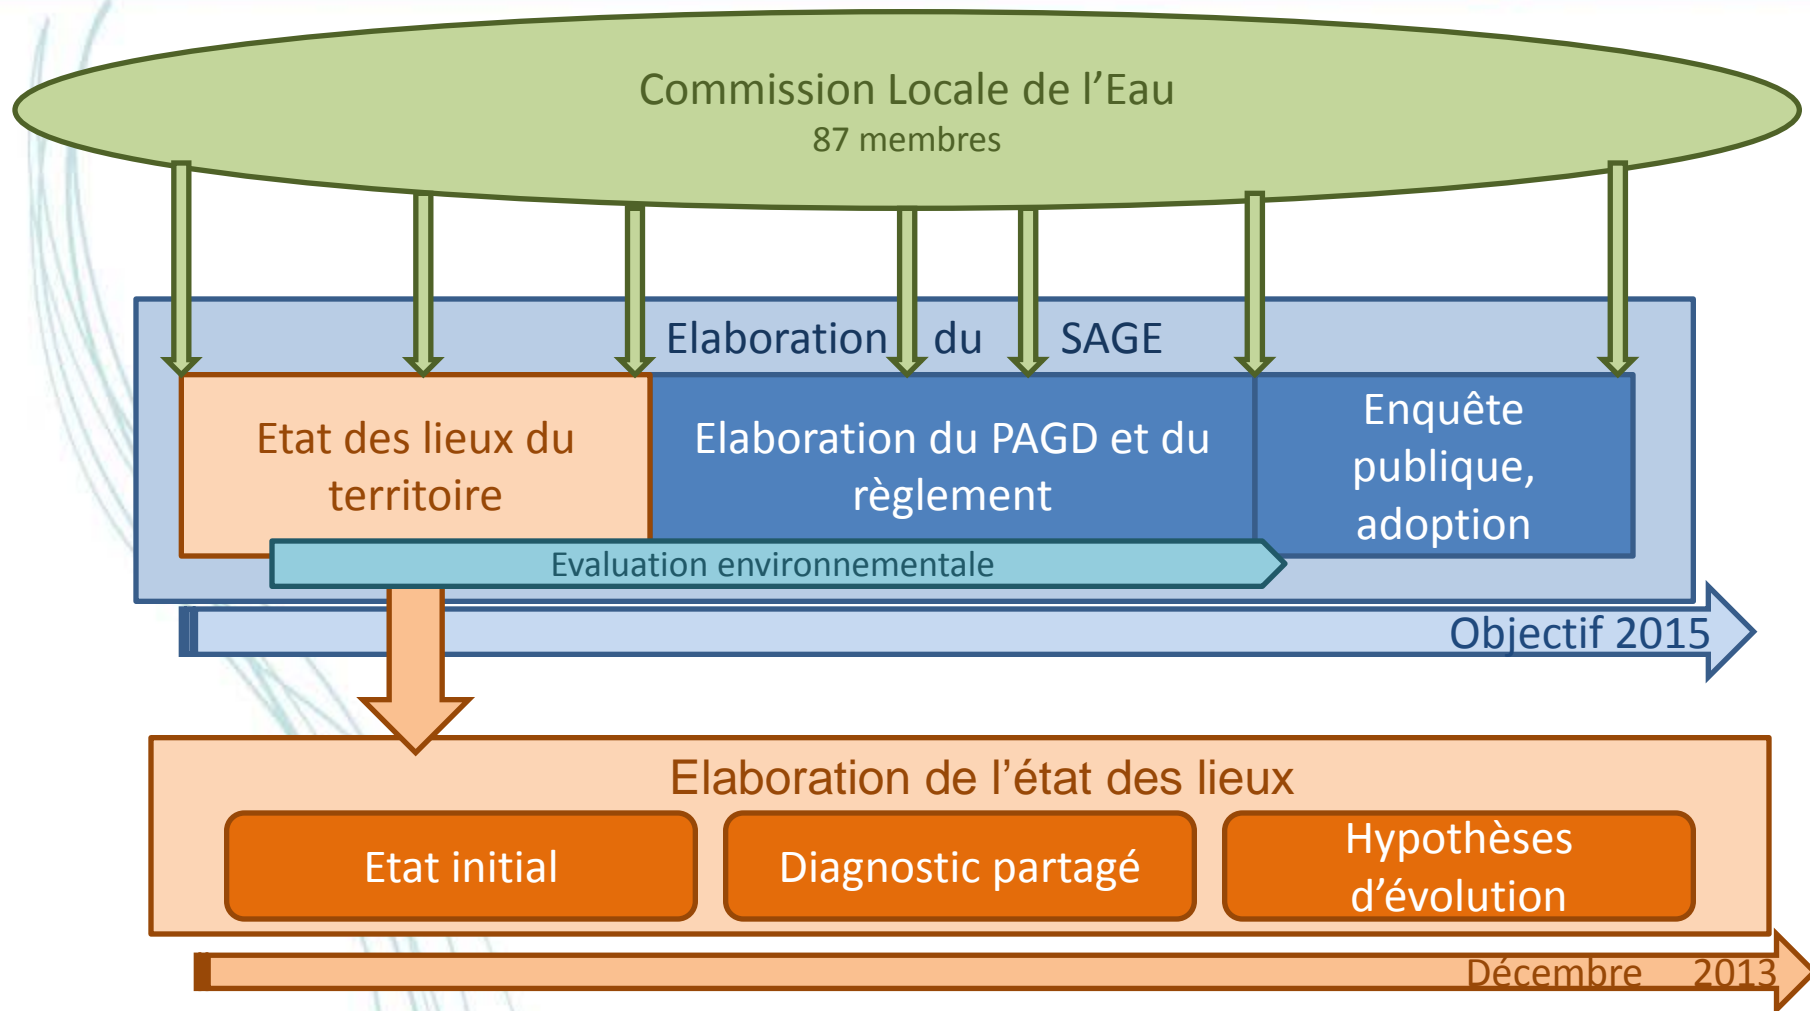 Commission Locale de l’Eau
87 membres
Elaboration du SAGE
Etat des lieux du
territoire
Elaboration du PAGD et du
règlement
Enquête
publique,
adoption
Evaluation environnementale
Objectif 2015
Elaboration de l’état des lieux
Etat initial
Diagnostic partagé
Hypothèses
d’évolution
Décembre 2013